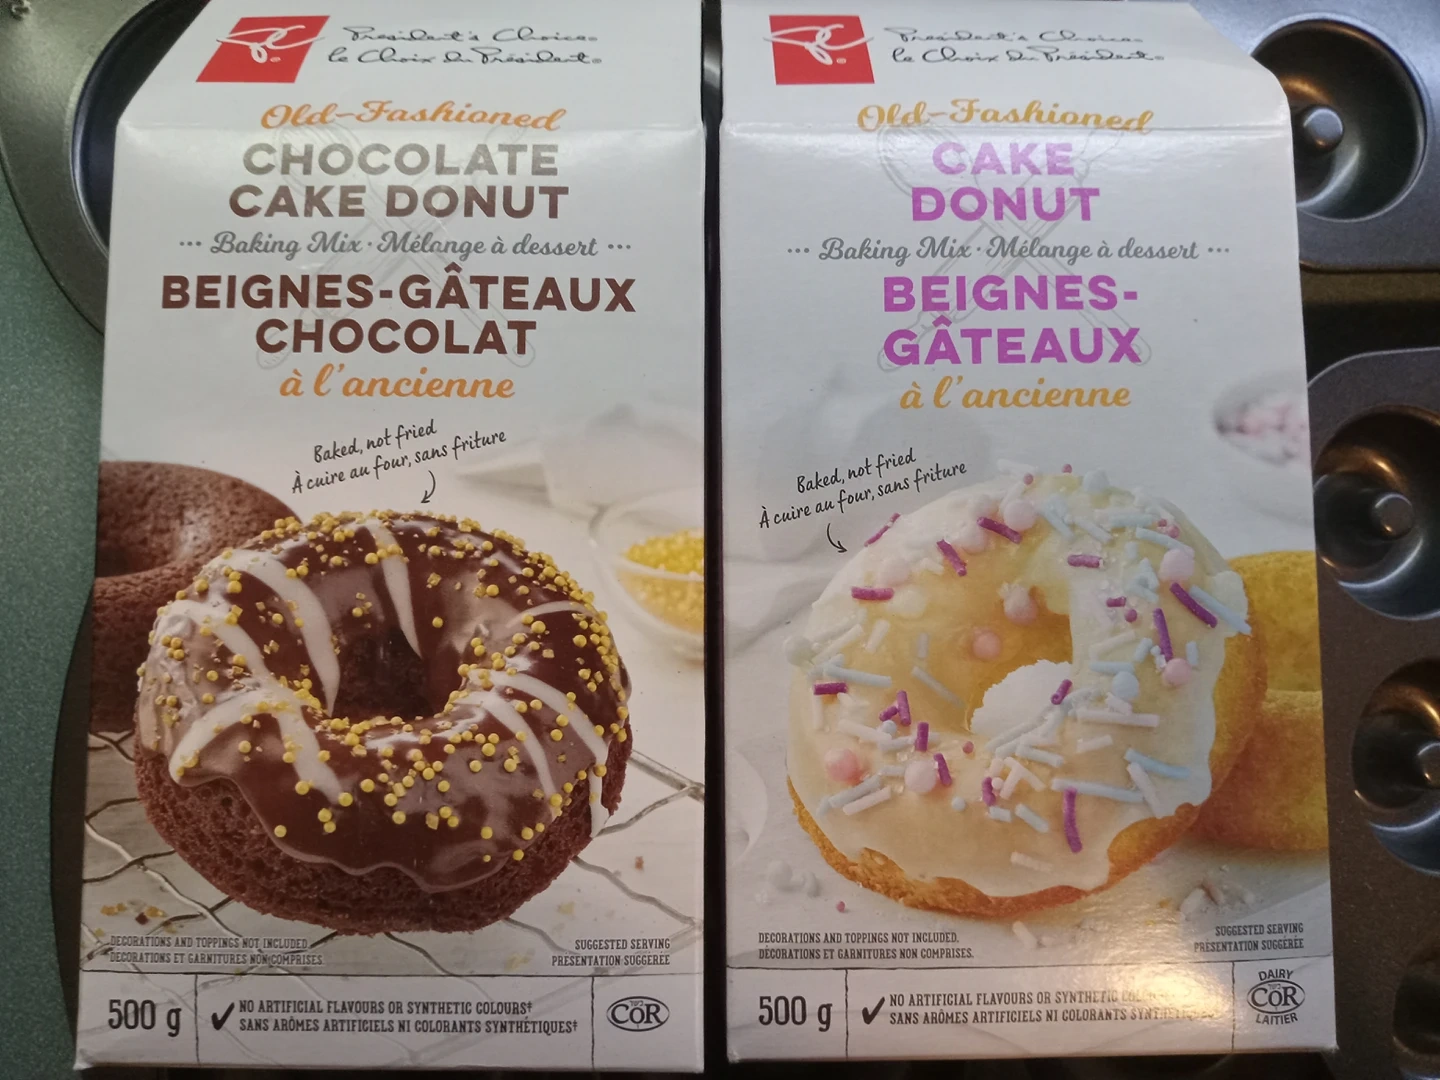 President's Choice®
le Choix du Président®
Old-Fashioned
CHOCOLATE
CAKE DONUT
Baking Mix · Mélange à dessert
BEIGNES-GÂTEAUX
CHOCOLAT
à l'ancienne
Baked, not fried
À cuire au four, sans friture
DECORATIONS AND TOPPINGS NOT INCLUDED.
DÉCORATIONS ET GARNITURES NON COMPRISES.
SUGGESTED SERVING
PRÉSENTATION SUGGÉRÉE
500 g
NO ARTIFICIAL FLAVOURS OR SYNTHETIC COLOURS‡
SANS ARÔMES ARTIFICIELS NI COLORANTS SYNTHÉTIQUES‡
COR
President's Choice®
le Choix du Président®
Old-Fashioned
CAKE
DONUT
Baking Mix · Mélange à dessert
BEIGNES-
GÂTEAUX
à l'ancienne
Baked, not fried
À cuire au four, sans friture
DECORATIONS AND TOPPINGS NOT INCLUDED.
DÉCORATIONS ET GARNITURES NON COMPRISES.
SUGGESTED SERVING
PRÉSENTATION SUGGÉRÉE
500 g
NO ARTIFICIAL FLAVOURS OR SYNTHETIC
SANS ARÔMES ARTIFICIELS NI COLORANTS
DAIRY
COR
LAITIER